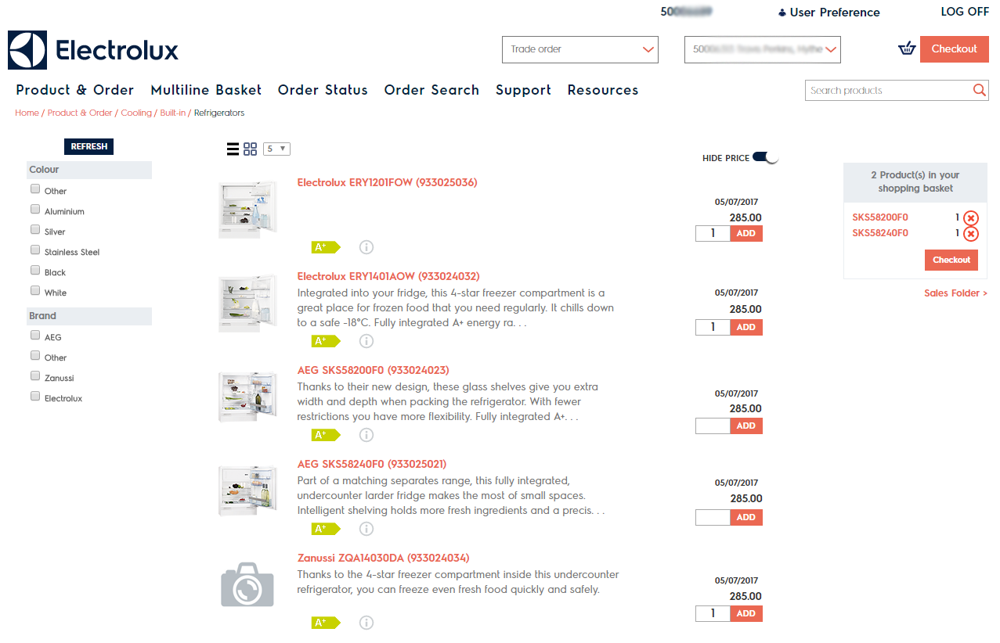 50
User Preference
LOG OFF
Electrolux
Trade order
Checkout
Product & Order
Multiline Basket
Order Status
Order Search
Support
Resources
Search products
Home / Product & Order / Cooling / Built-in / Refrigerators
REFRESH
Colour
Other
Aluminium
Silver
Stainless Steel
Black
White
Brand
AEG
Other
Zanussi
Electrolux
5
HIDE PRICE
Electrolux ERY1201FOW (933025036)
A+
05/07/2017
285.00
1 ADD
Electrolux ERY1401AOW (933024032)
Integrated into your fridge, this 4-star freezer compartment is a
great place for frozen food that you need regularly. It chills down
to a safe -18°C. Fully integrated A+ energy ra. . .
A+
05/07/2017
285.00
1 ADD
AEG SKS58200F0 (933024023)
Thanks to their new design, these glass shelves give you extra
width and depth when packing the refrigerator. With fewer
restrictions you have more flexibility. Fully integrated A+. . .
A+
05/07/2017
285.00
ADD
AEG SKS58240F0 (933025021)
Part of a matching separates range, this fully integrated,
undercounter larder fridge makes the most of small spaces.
Intelligent shelving holds more fresh ingredients and a precis. . .
A+
05/07/2017
285.00
ADD
Zanussi ZQA14030DA (933024034)
Thanks to the 4-star freezer compartment inside this undercounter
refrigerator, you can freeze even fresh food quickly and safely.
A+
05/07/2017
285.00
1 ADD
2 Product(s) in your
shopping basket
SKS58200F0 1
SKS58240F0 1
Checkout
Sales Folder >